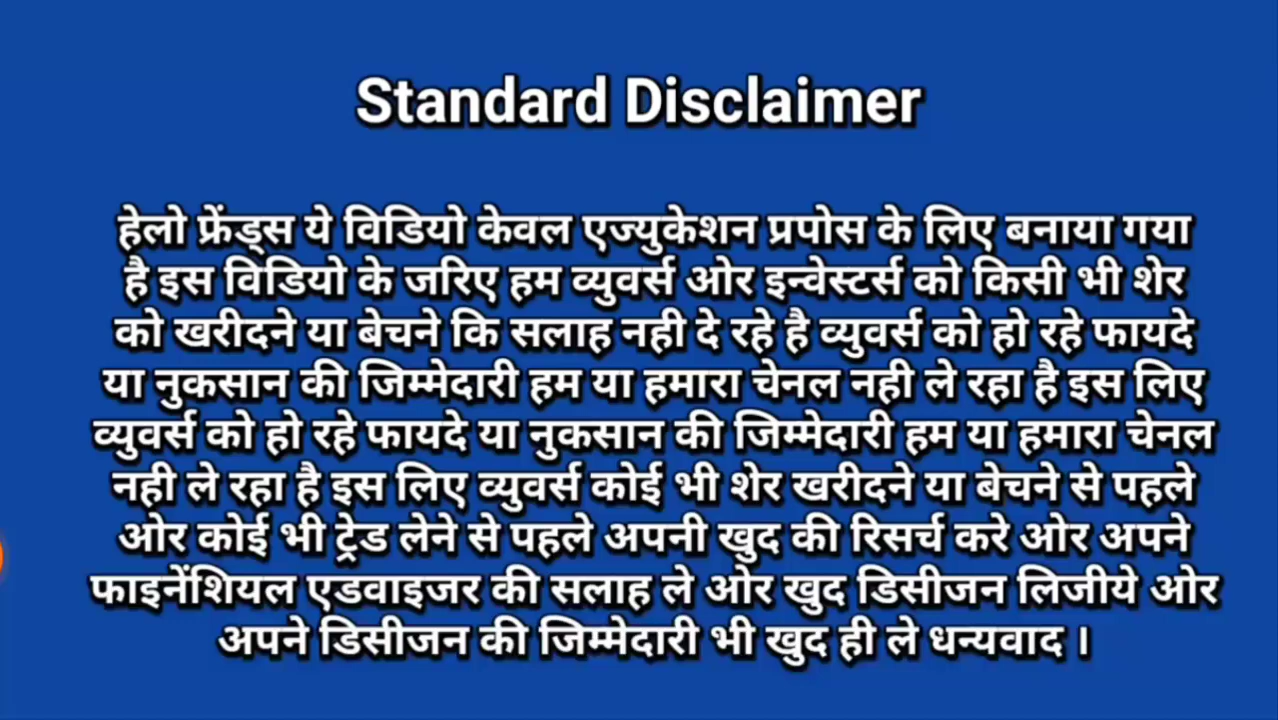 Standard Disclaimer
हेलो फ्रेंड्स ये विडियो केवल एज्युकेशन प्रपोस के लिए बनाया गया
है इस विडियो के जरिए हम व्युवर्स ओर इन्वेस्टर्स को किसी भी शेर
को खरीदने या बेचने कि सलाह नही दे रहे है व्युवर्स को हो रहे फायदे
या नुकसान की जिम्मेदारी हम या हमारा चेनल नही ले रहा है इस लिए
व्युवर्स को हो रहे फायदे या नुकसान की जिम्मेदारी हम या हमारा चेनल
नही ले रहा है इस लिए व्युवर्स कोई भी शेर खरीदने या बेचने से पहले
ओर कोई भी ट्रेड लेने से पहले अपनी खुद की रिसर्च करे ओर अपने
फाइनेंशियल एडवाइजर की सलाह ले ओर खुद डिसीजन लिजीये ओर
अपने डिसीजन की जिम्मेदारी भी खुद ही ले धन्यवाद ।